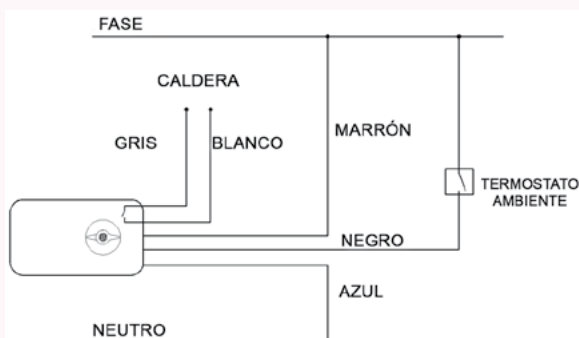 FASE
CALDERA
GRIS
BLANCO
MARRÓN
TERMOSTATO
AMBIENTE
NEGRO
AZUL
NEUTRO